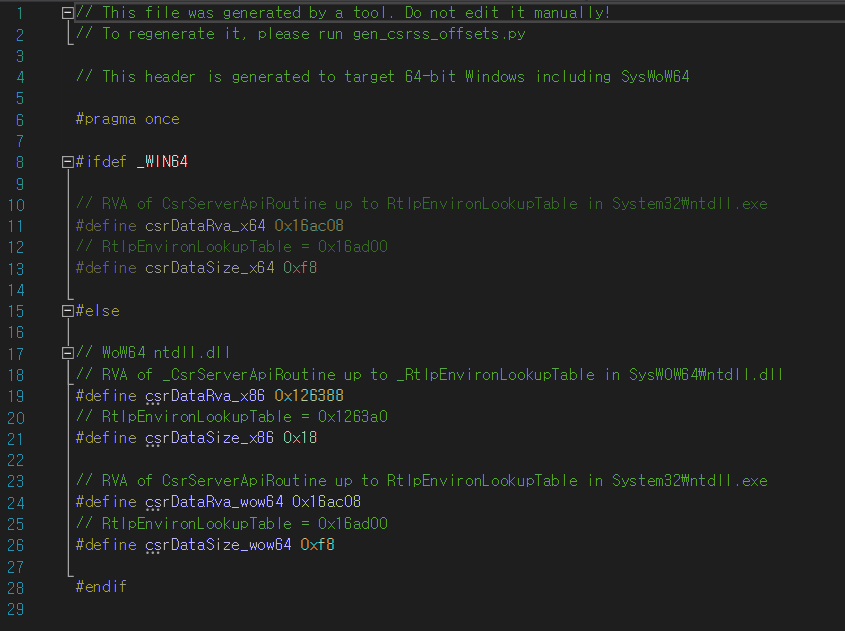 1 // This file was generated by a tool. Do not edit it manually!
2 // To regenerate it, please run gen_csrss_offsets.py
3
4 // This header is generated to target 64-bit Windows including SysWoW64
5
6 #pragma once
7
8 #ifdef _WIN64
9
10 // RVA of CsrServerApiRoutine up to RtlpEnvironLookupTable in System32₩ntdll.exe
11 #define csrDataRva_x64 0x16ac08
12 // RtlpEnvironLookupTable = 0x16ad00
13 #define csrDataSize_x64 0xf8
14
15 #else
16
17 // WoW64 ntdll.dll
18 // RVA of _CsrServerApiRoutine up to _RtlpEnvironLookupTable in SysWOW64₩ntdll.dll
19 #define csrDataRva_x86 0x126388
20 // RtlpEnvironLookupTable = 0x1263a0
21 #define csrDataSize_x86 0x18
22
23 // RVA of CsrServerApiRoutine up to RtlpEnvironLookupTable in System32₩ntdll.exe
24 #define csrDataRva_wow64 0x16ac08
25 // RtlpEnvironLookupTable = 0x16ad00
26 #define csrDataSize_wow64 0xf8
27
28 #endif
29